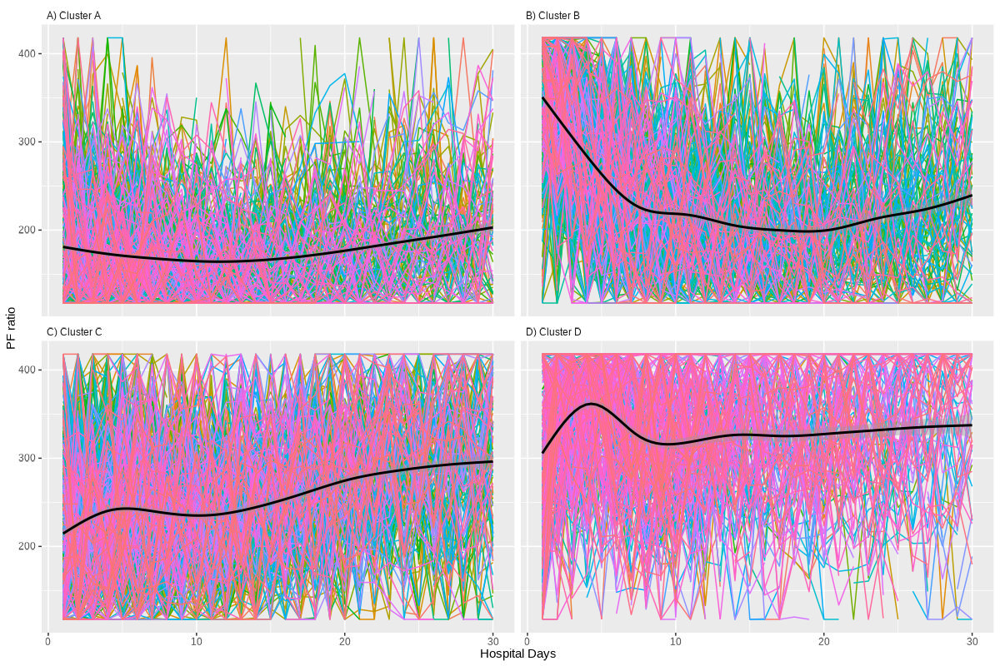 A) Cluster A
B) Cluster B
400
300
200
C) Cluster C
D) Cluster D
400
300
200
PF ratio
0 10 20 30
0 10 20 30
Hospital Days